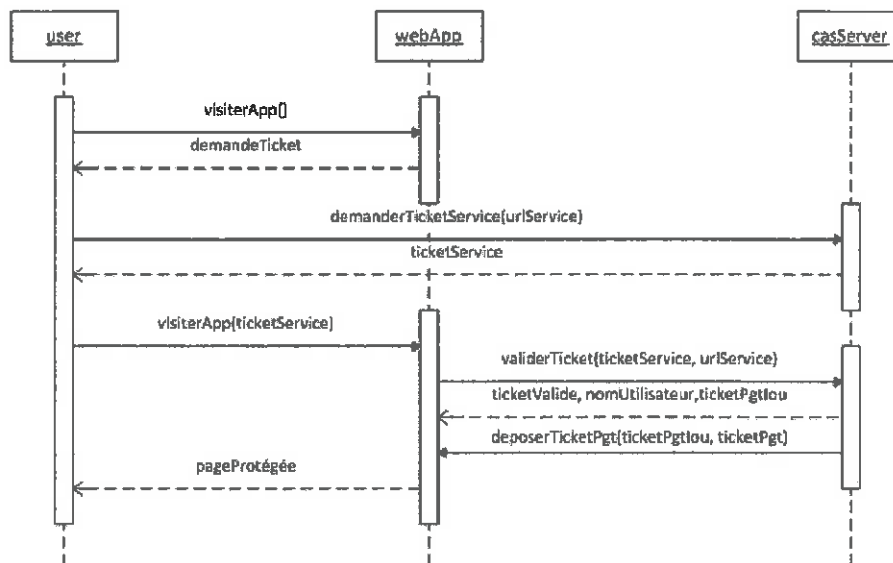 user
webApp
casServer
visiterApp()
demandeTicket
demanderTicketService(urlService)
ticketService
visiterApp(ticketService)
validerTicket(ticketService, urlService)
ticketValide, nomUtilisateur,ticketPgtIou
deposerTicketPgt(ticketPgtIou, ticketPgt)
pageProtégée